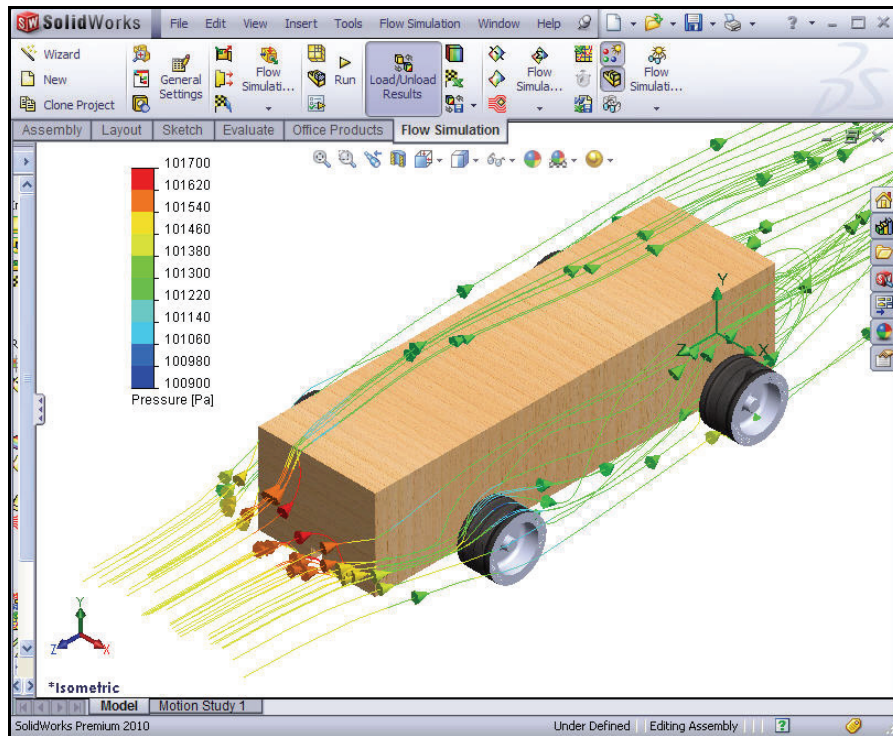 SolidWorks File Edit View Insert Tools Flow Simulation Window Help ?
Wizard
New
Clone Project
General Settings
Flow Simulati...
Run
Load/Unload Results
Flow Simula...
Flow Simulati...
Assembly Layout Sketch Evaluate Office Products Flow Simulation
101700
101620
101540
101460
101380
101300
101220
101140
101060
100980
100900
Pressure [Pa]
Y
Z X
Y
Z X
*Isometric
Model Motion Study 1
SolidWorks Premium 2010 Under Defined Editing Assembly ?